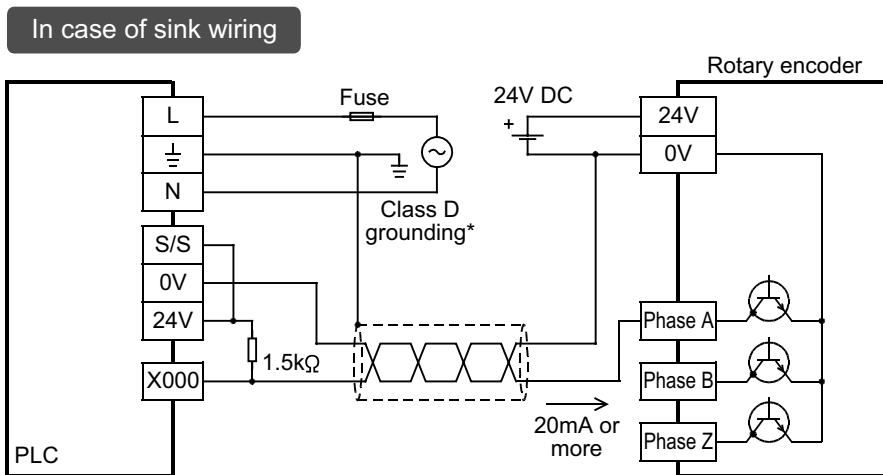 In case of sink wiring
Rotary encoder
Fuse
24V DC
L
24V
+
0V
N
Class D
grounding*
S/S
0V
24V
1.5kΩ
Phase A
X000
Phase B
20mA or
more
Phase Z
PLC